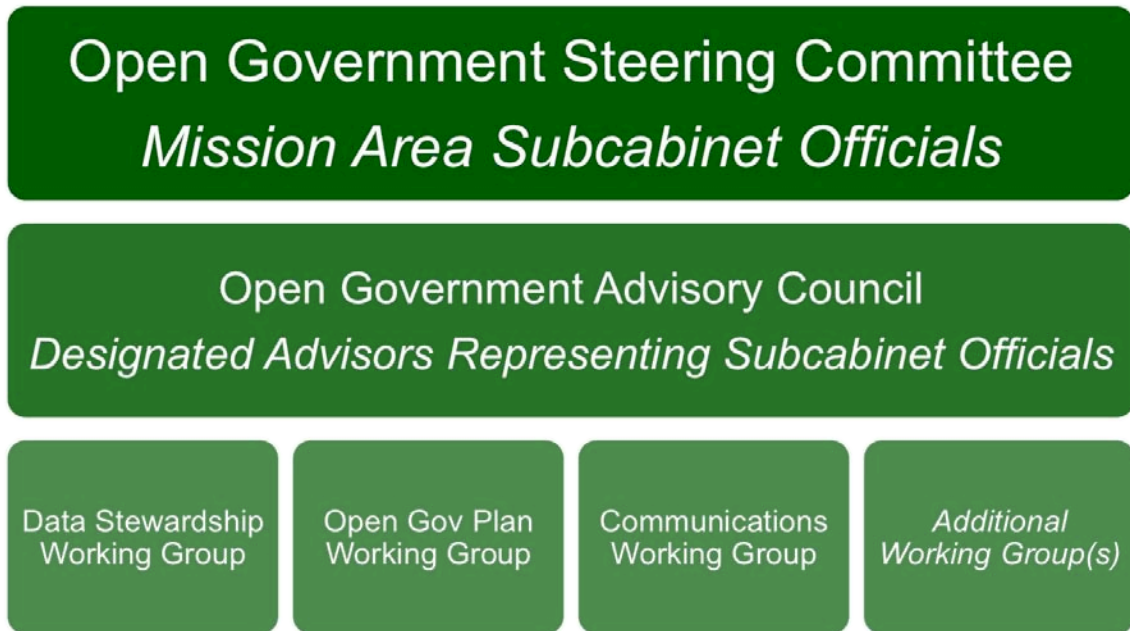 Open Government Steering Committee
Mission Area Subcabinet Officials
Open Government Advisory Council
Designated Advisors Representing Subcabinet Officials
Data Stewardship
Working Group
Open Gov Plan
Working Group
Communications
Working Group
Additional
Working Group(s)